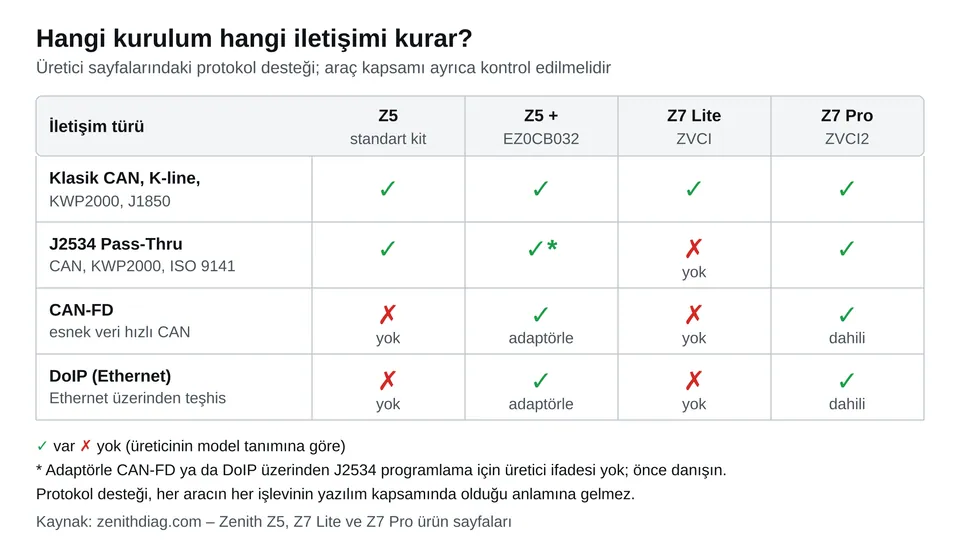 Hangi kurulum hangi iletişimi kurar?
Üretici sayfalarındaki protokol desteği; araç kapsamı ayrıca kontrol edilmelidir
İletişim türü
Z5
standart kit
Z5 +
EZ0CB032
Z7 Lite
ZVCI
Z7 Pro
ZVCI2
Klasik CAN, K-line,
KWP2000, J1850
✓ ✓ ✓ ✓
J2534 Pass-Thru
CAN, KWP2000, ISO 9141
✓ ✓* ✗ ✓
yok
CAN-FD
esnek veri hızlı CAN
✗ ✓ ✗ ✓
yok adaptörle yok dahili
DoIP (Ethernet)
Ethernet üzerinden teşhis
✗ ✓ ✗ ✓
yok adaptörle yok dahili
✓ var ✗ yok (üreticinin model tanımına göre)
* Adaptörle CAN-FD ya da DoIP üzerinden J2534 programlama için üretici ifadesi yok; önce danışın.
Protokol desteği, her aracın her işlevinin yazılım kapsamında olduğu anlamına gelmez.
Kaynak: zenithdiag.com – Zenith Z5, Z7 Lite ve Z7 Pro ürün sayfaları